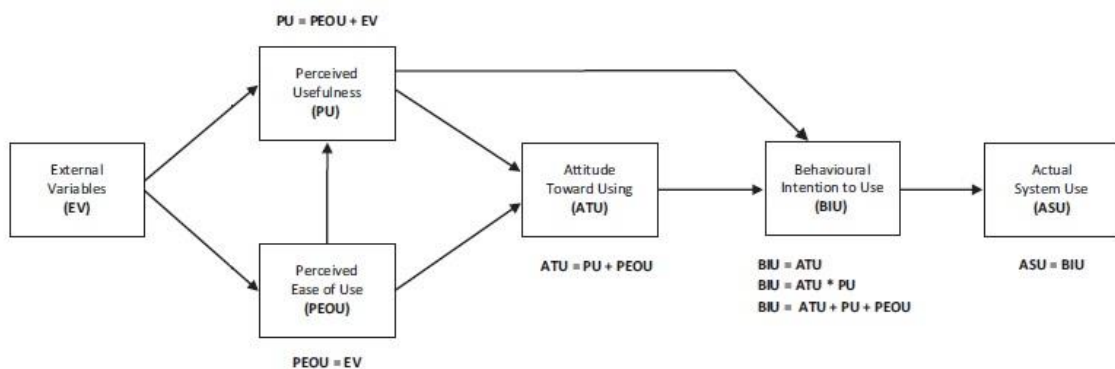 PU = PEOU + EV
Perceived
Usefulness
(PU)
External
Variables
(EV)
Attitude
Toward Using
(ATU)
Behavioural
Intention to Use
(BIU)
Actual
System Use
(ASU)
Perceived
Ease of Use
(PEOU)
ATU = PU + PEOU
BIU = ATU
BIU = ATU * PU
BIU = ATU + PU + PEOU
ASU = BIU
PEOU = EV